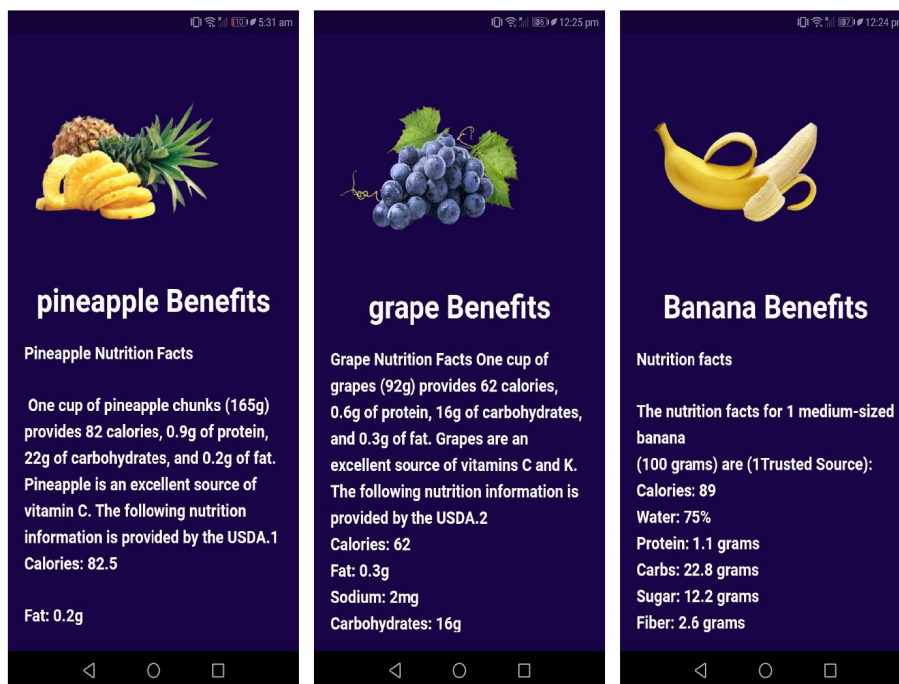 10 5:31 am
pineapple Benefits
Pineapple Nutrition Facts
One cup of pineapple chunks (165g)
provides 82 calories, 0.9g of protein,
22g of carbohydrates, and 0.2g of fat.
Pineapple is an excellent source of
vitamin C. The following nutrition
information is provided by the USDA.1
Calories: 82.5
Fat: 0.2g
86 12:25 pm
grape Benefits
Grape Nutrition Facts One cup of
grapes (92g) provides 62 calories,
0.6g of protein, 16g of carbohydrates,
and 0.3g of fat. Grapes are an
excellent source of vitamins C and K.
The following nutrition information is
provided by the USDA.2
Calories: 62
Fat: 0.3g
Sodium: 2mg
Carbohydrates: 16g
87 12:24 pm
Banana Benefits
Nutrition facts
The nutrition facts for 1 medium-sized
banana
(100 grams) are (1Trusted Source):
Calories: 89
Water: 75%
Protein: 1.1 grams
Carbs: 22.8 grams
Sugar: 12.2 grams
Fiber: 2.6 grams